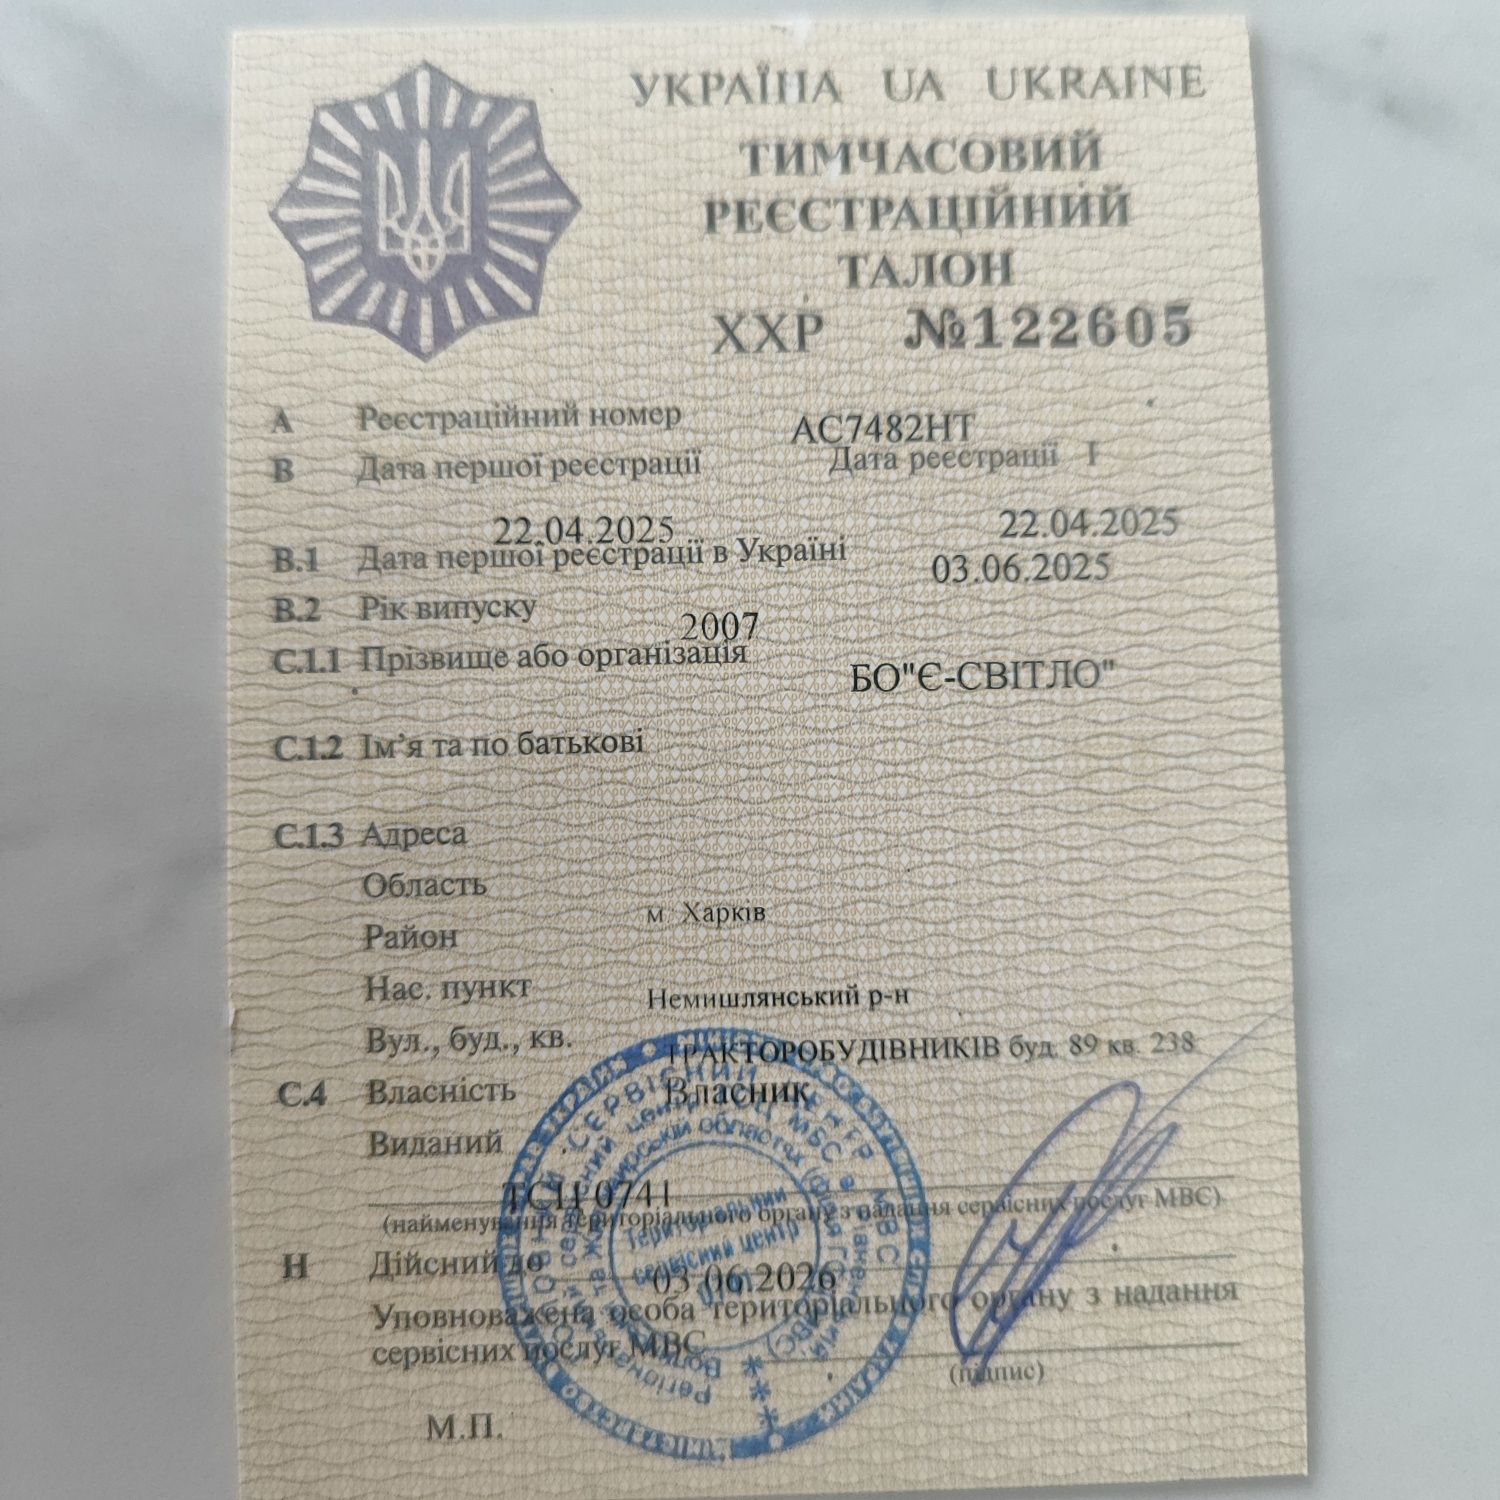 УКРАЇНА UA UKRAINE
ТИМЧАСОВИЙ
РЕЄСТРАЦІЙНИЙ
ТАЛОН
ХХР №122605
A Реєстраційний номер АС7482НТ
B Дата першої реєстрації Дата реєстрації I
22.04.2025 22.04.2025
B.1 Дата першої реєстрації в Україні 03.06.2025
B.2 Рік випуску 2007
C.1.1 Прізвище або організація
БО"Є-СВІТЛО"
C.1.2 Ім’я та по батькові
C.1.3 Адреса
Область
м Харків
Район
Нас. пункт Немишлянський р-н
Вул., буд., кв. ТРАКТОРОБУДІВНИКІВ буд. 89 кв. 238
C.4 Власність Власник
Виданий
ТСЦ 0741
(найменування територіального органу з надання сервісних послуг МВС)
H Дійсний до 03.06.2026
Уповноважена особа територіального органу з надання
сервісних послуг МВС
(підпис)
М.П.
Територіальний
сервісний центр